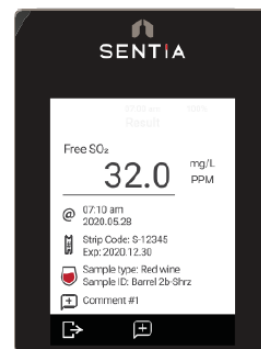 SENTIA
Result
Free SO₂
32.0
mg/L
PPM
@ 07:10 am
2020.05.28
Strip Code: S-12345
Exp: 2020.12.30
Sample type: Red wine
Sample ID: Barrel 2b-Shrz
Comment #1